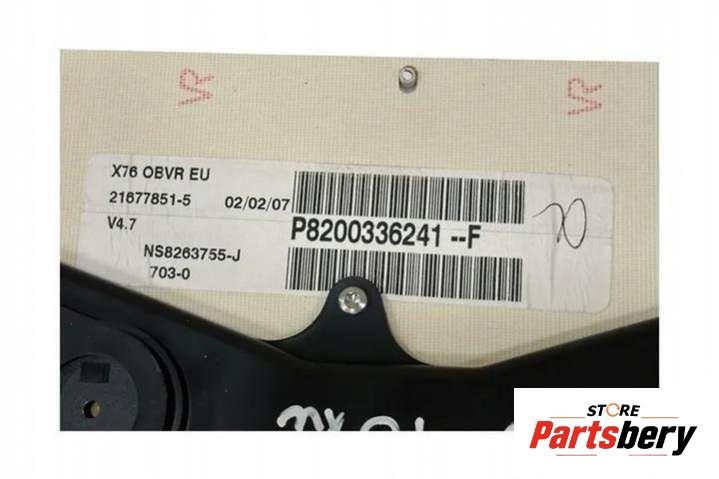 VR
VR
X76 OBVR EU
21677851-5 02/02/07
V4.7
P8200336241 --F
NS8263755-J
703-0
STORE
Partsbery